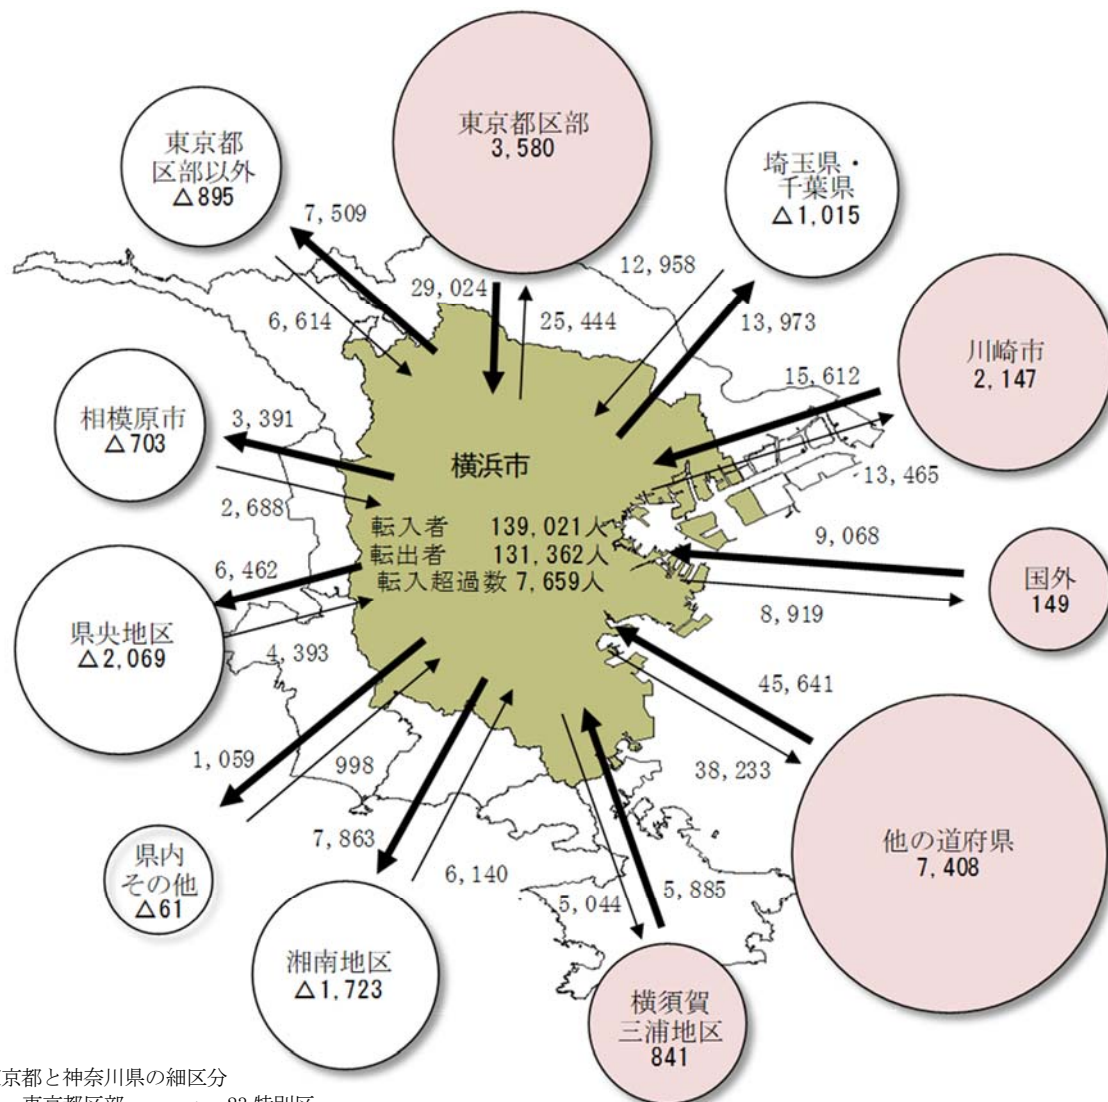 東京都区部
3,580
東京都
区部以外
△895
埼玉県・
千葉県
△1,015
7,509
12,958
29,024
25,444
13,973
6,614
川崎市
2,147
15,612
相模原市
△703
3,391
横浜市
13,465
2,688
転入者 139,021人
転出者 131,362人
転入超過数 7,659人
9,068
6,462
国外
149
8,919
県央地区
△2,069
4,393
45,641
1,059
998
38,233
7,863
他の道府県
7,408
県内
その他
△61
6,140
5,044
5,885
湘南地区
△1,723
横須賀
三浦地区
841
京都と神奈川県の細区分